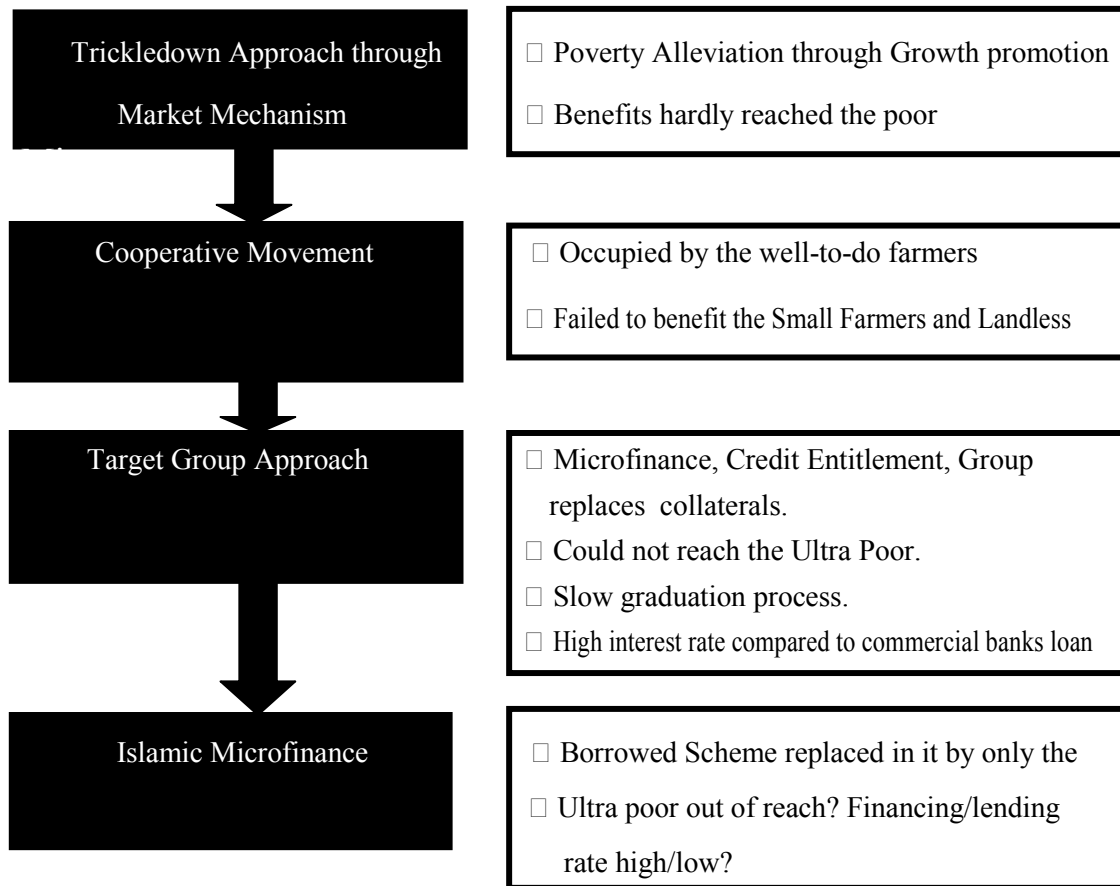 Trickledown Approach through
Market Mechanism
□ Poverty Alleviation through Growth promotion
□ Benefits hardly reached the poor
Cooperative Movement
□ Occupied by the well-to-do farmers
□ Failed to benefit the Small Farmers and Landless
Target Group Approach
□ Microfinance, Credit Entitlement, Group
replaces collaterals.
□ Could not reach the Ultra Poor.
□ Slow graduation process.
□ High interest rate compared to commercial banks loan
Islamic Microfinance
□ Borrowed Scheme replaced in it by only the
□ Ultra poor out of reach? Financing/lending
rate high/low?